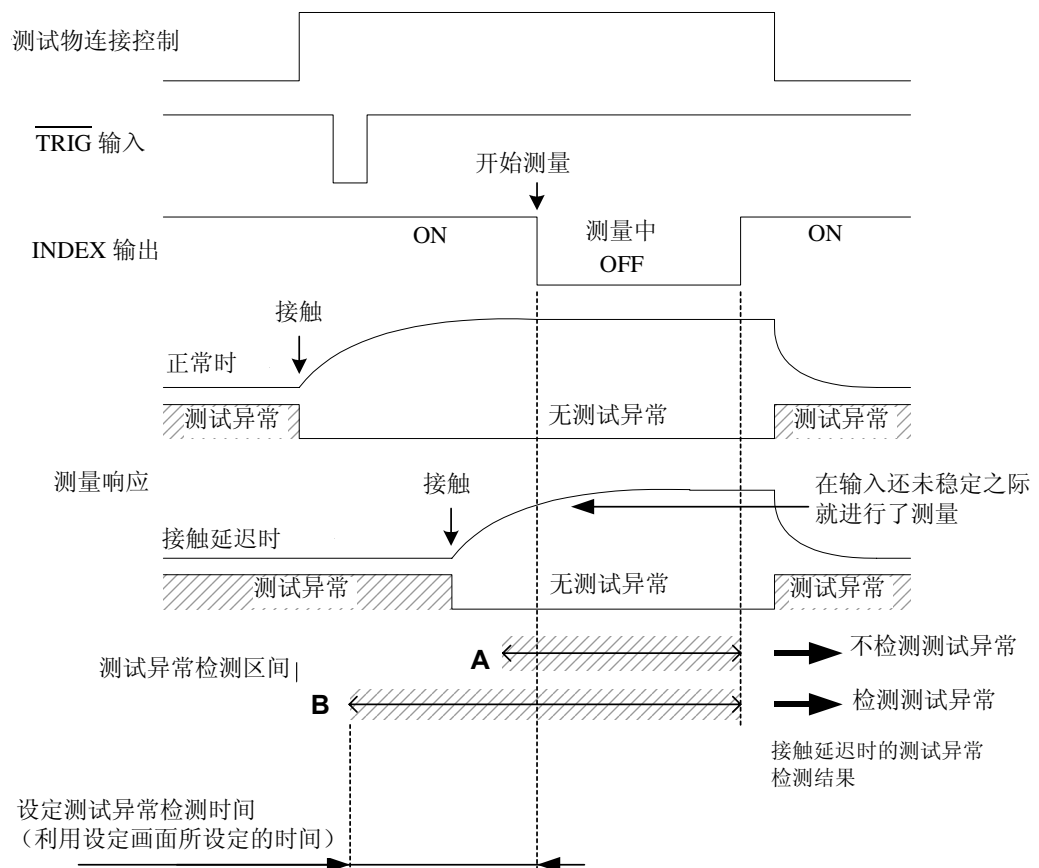 测试物连接控制
TRIG 输入
开始测量
INDEX 输出
ON
测量中
OFF
ON
接触
正常时
测试异常
无测试异常
测试异常
测量响应
接触
在输入还未稳定之际
就进行了测量
接触延迟时
测试异常
无测试异常
测试异常
测试异常检测区间
A
不检测测试异常
B
检测测试异常
接触延迟时的测试异常
检测结果
设定测试异常检测时间
（利用设定画面所设定的时间）